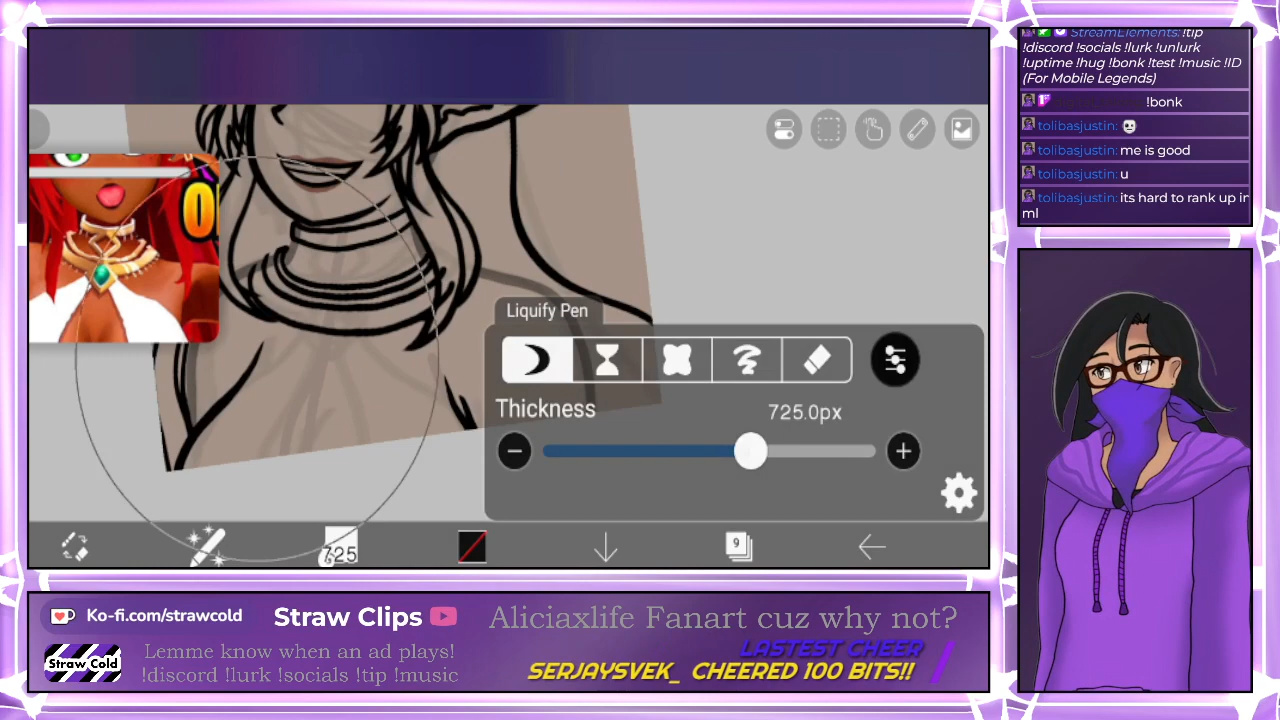 StreamElements: !tip
!discord !socials !lurk !unlurk
!uptime !hug !bonk !test !music !ID
(For Mobile Legends)
!bonk
tolibasjustin:
tolibasjustin: me is good
tolibasjustin: u
tolibasjustin: its hard to rank up in
ml
0
Liquify Pen
Thickness
725.0px
725
9
Ko-fi.com/strawcold
Straw Clips
Aliciaxlife Fanart cuz why not?
Straw Cold
Lemme know when an ad plays!
!discord !lurk !socials !tip !music
LASTEST CHEER
SERJAYSVEK_ CHEERED 100 BITS!!